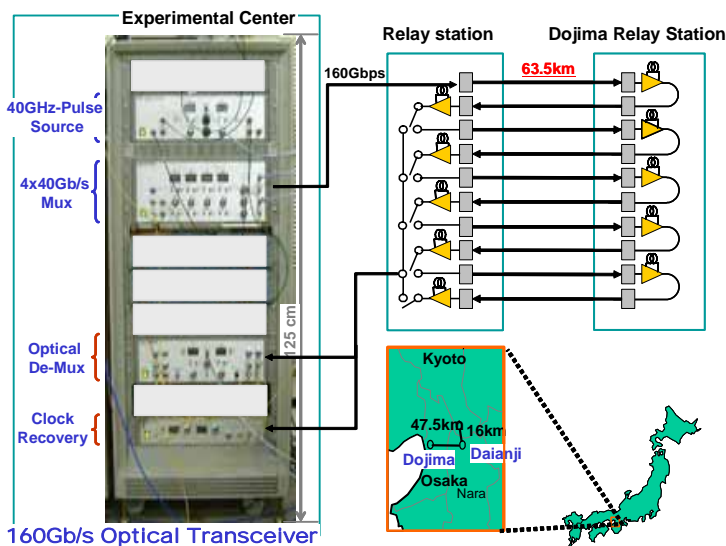 Experimental Center
Relay station
Dojima Relay Station
160Gbps
63.5km
40GHz-Pulse
Source
4x40Gb/s
Mux
125 cm
Optical
De-Mux
Clock
Recovery
Kyoto
47.5km
16km
Dojima
Daianji
Osaka
Nara
160Gb/s Optical Transceiver